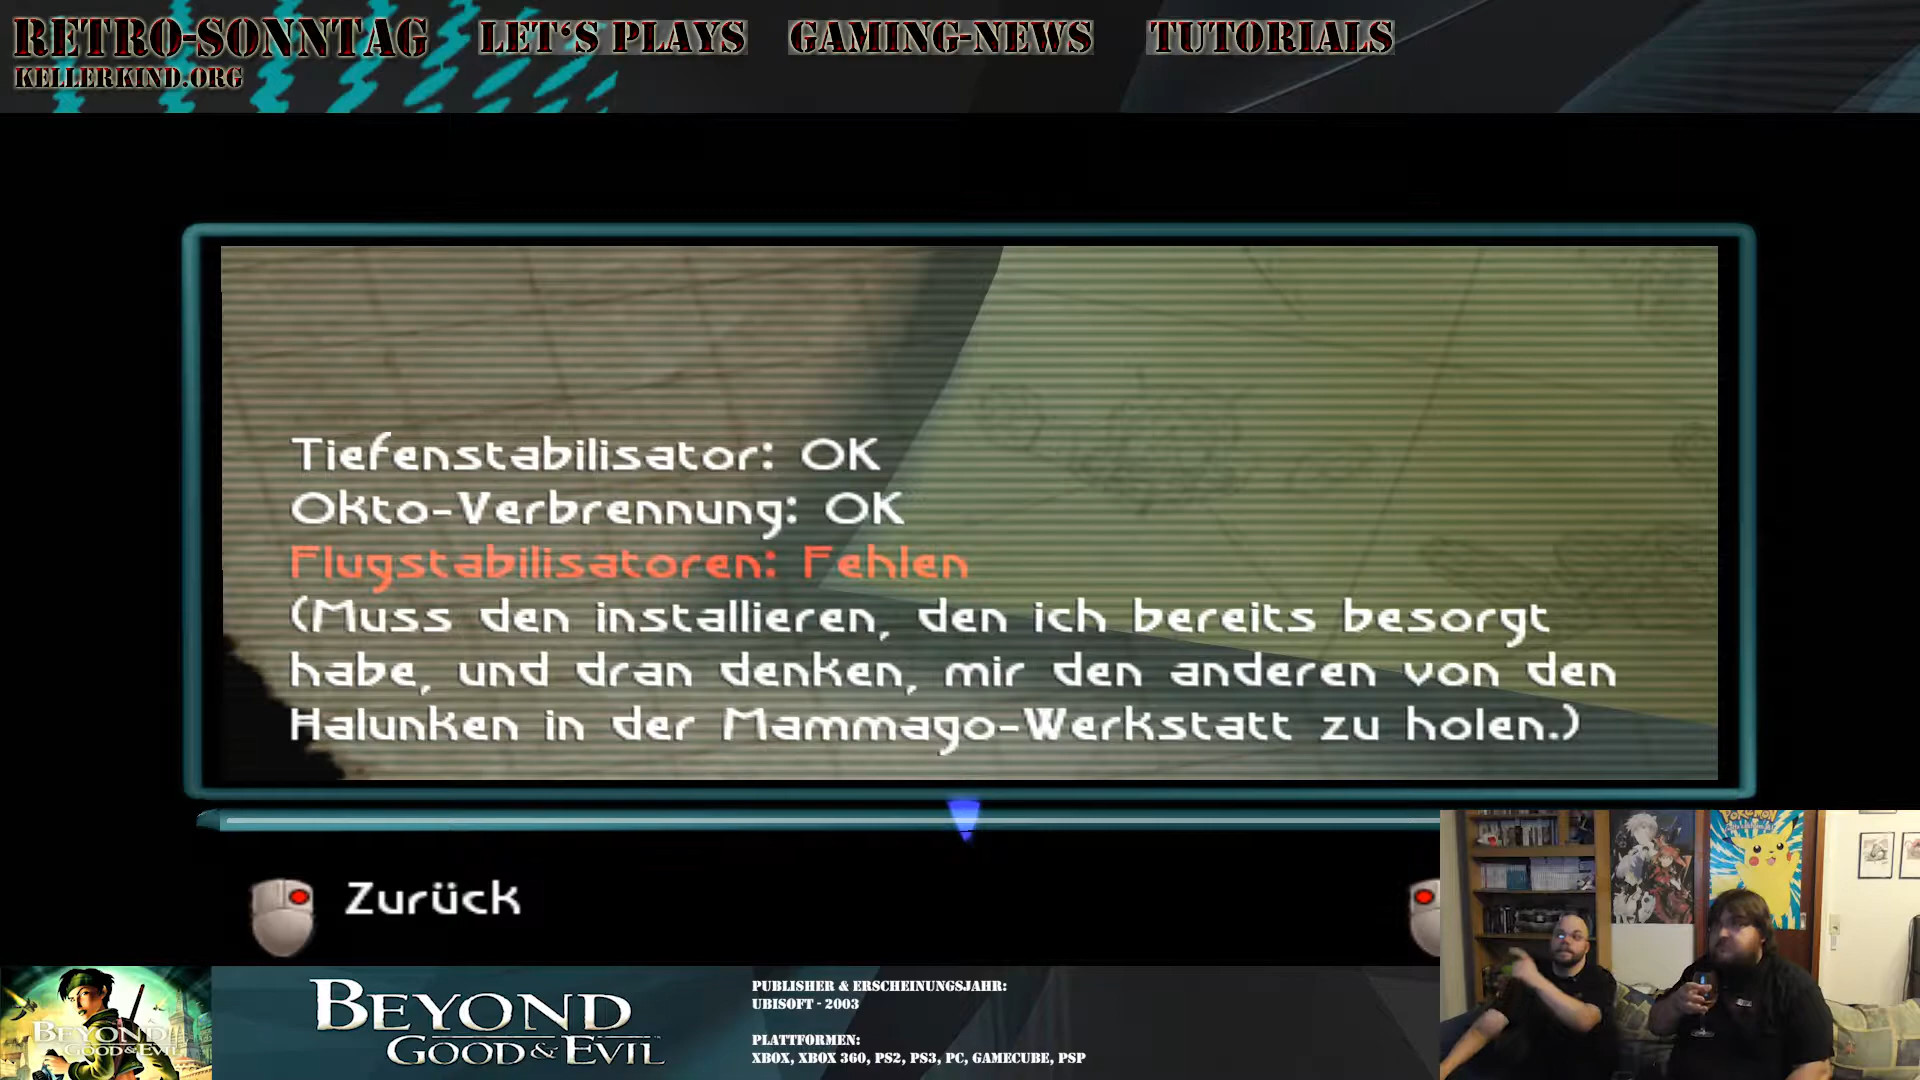 RETRO-SONNTAG
LET'S PLAYS
GAMING-NEWS
TUTORIALS
KELLERKIND.ORG
Tiefenstabilisator: OK
Okto-Verbrennung: OK
Flugstabilisatoren: Fehlen
(Muss den installieren, den ich bereits besorgt
habe, und dran denken, mir den anderen von den
Halunken in der Mammago-Werkstatt zu holen.)
Zurück
POKÉMON
BEYOND
GOOD & EVIL
BEYOND
GOOD & EVIL
PUBLISHER & ERSCHEINUNGSJAHR:
UBISOFT - 2003
PLATTFORMEN:
XBOX, XBOX 360, PS2, PS3, PC, GAMECUBE, PSP